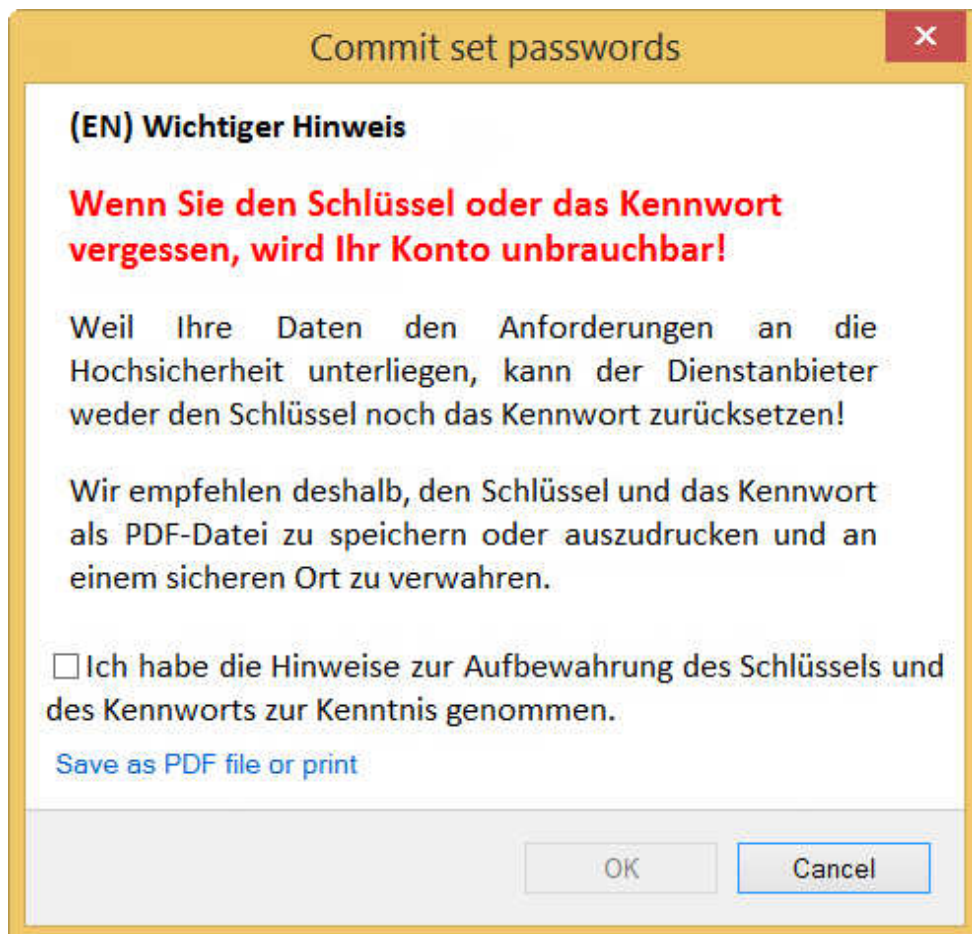 Commit set passwords
(EN) Wichtiger Hinweis
Wenn Sie den Schlüssel oder das Kennwort
vergessen, wird Ihr Konto unbrauchbar!
Weil Ihre Daten den Anforderungen an die
Hochsicherheit unterliegen, kann der Dienstanbieter
weder den Schlüssel noch das Kennwort zurücksetzen!
Wir empfehlen deshalb, den Schlüssel und das Kennwort
als PDF-Datei zu speichern oder auszudrucken und an
einem sicheren Ort zu verwahren.
Ich habe die Hinweise zur Aufbewahrung des Schlüssels und
des Kennworts zur Kenntnis genommen.
Save as PDF file or print
OK Cancel